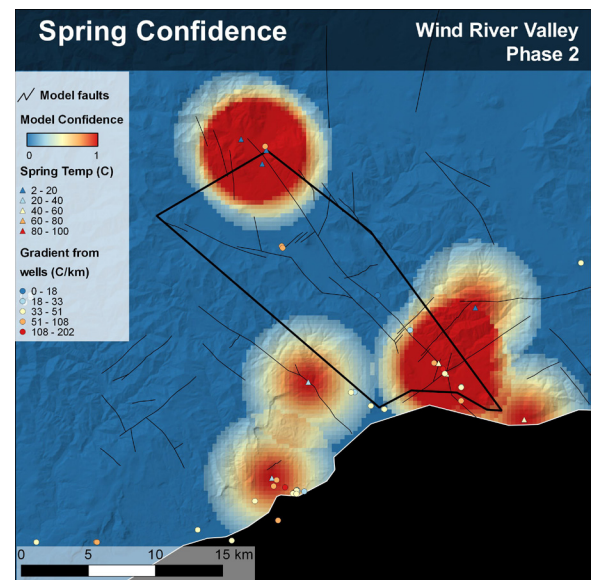 Spring Confidence
Wind River Valley
Phase 2
Model faults
Model Confidence
0 1
Spring Temp (C)
2 - 20
20 - 40
40 - 60
60 - 80
80 - 100
Gradient from
wells (C/km)
0 - 18
18 - 33
33 - 51
51 - 108
108 - 202
0 5 10 15 km